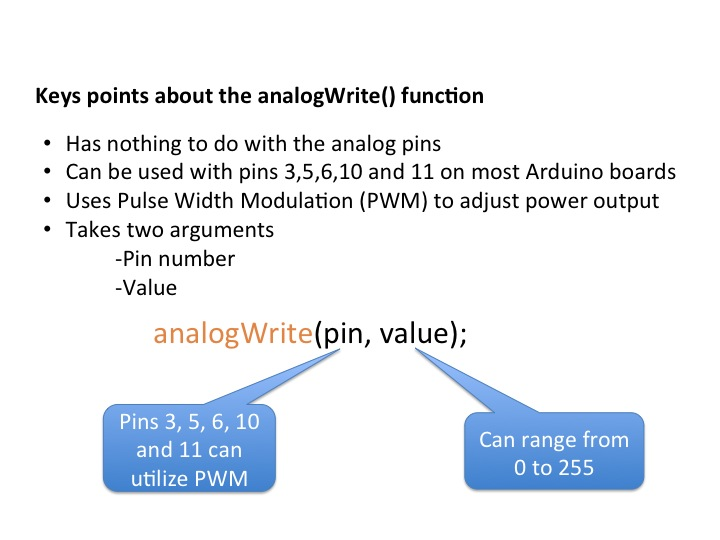 Keys points about the analogWrite() function
• Has nothing to do with the analog pins
• Can be used with pins 3,5,6,10 and 11 on most Arduino boards
• Uses Pulse Width Modulation (PWM) to adjust power output
• Takes two arguments
-Pin number
-Value
analogWrite(pin, value);
Pins 3, 5, 6, 10
and 11 can
utilize PWM
Can range from
0 to 255